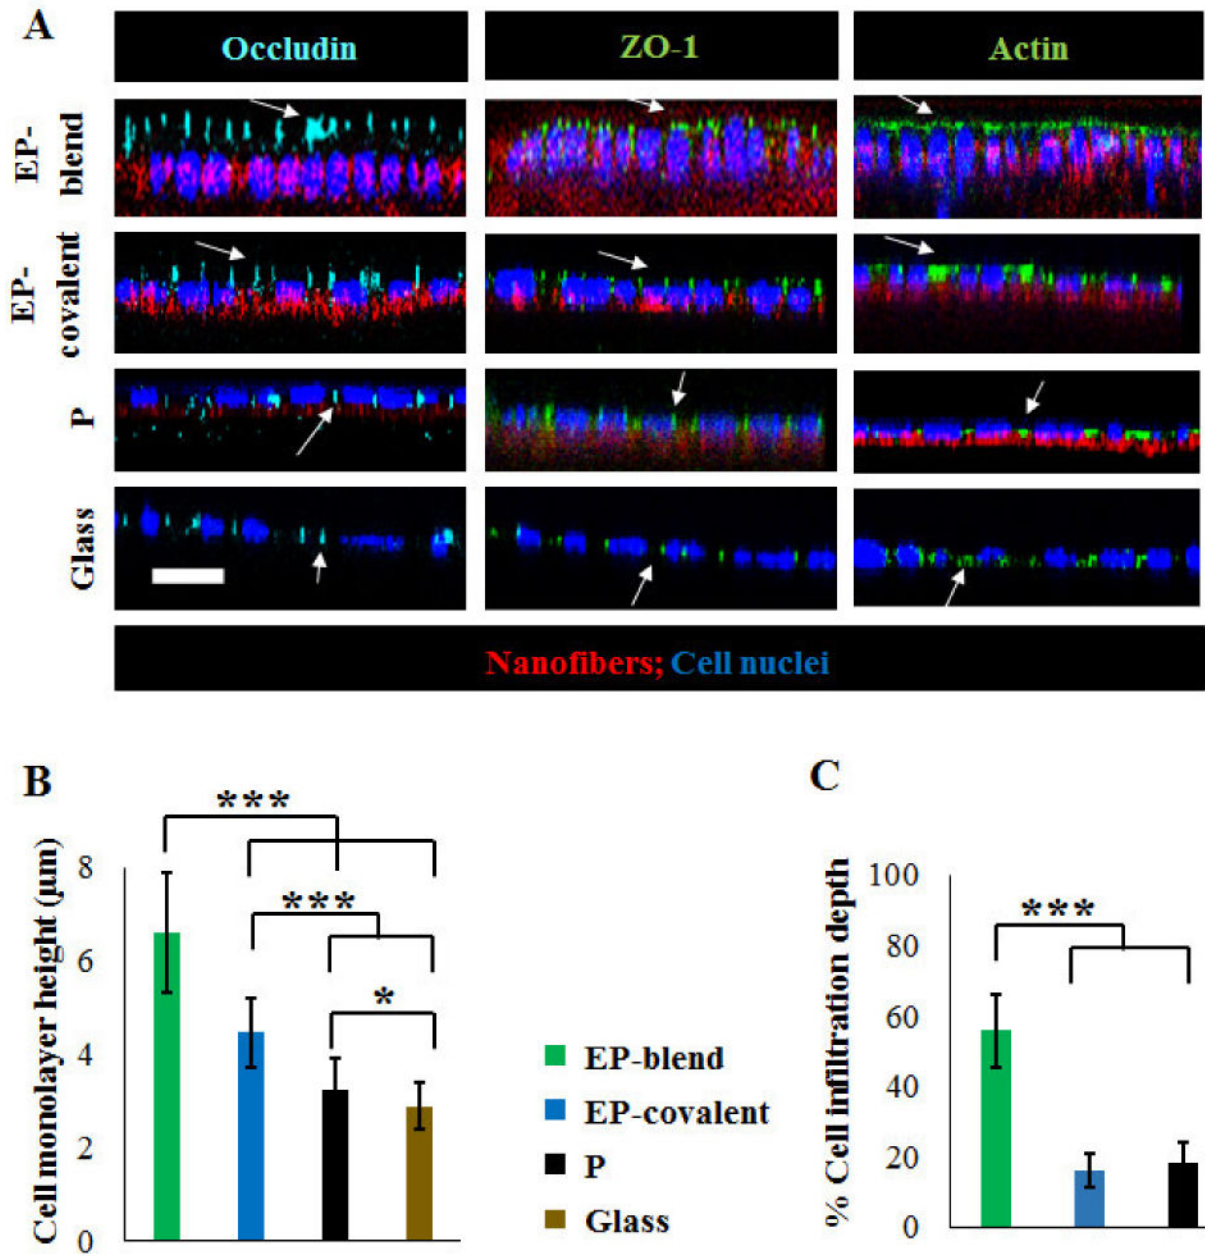 A
Occludin
ZO-1
Actin
EP-
blend
EP-
covalent
P
Glass
Nanofibers; Cell nuclei
B
***
***
*
Cell monolayer height (µm)
8
6
4
2
0
EP-blend
EP-covalent
P
Glass
C
***
% Cell infiltration depth
100
80
60
40
20
0